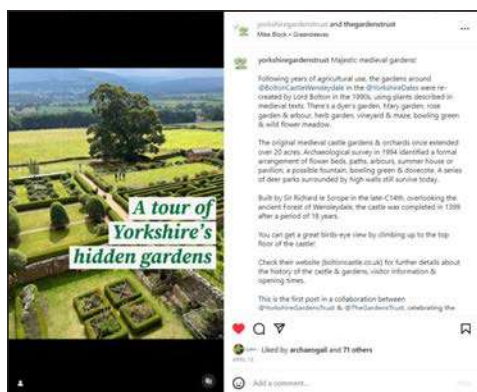 yorkshiregardenstrust and thegardenstrust
Mike Block • Greensleeves
yorkshiregardenstrust Majestic medieval gardens!
Following years of agricultural use, the gardens around
@BoltonCastleWensleydale in the @YorkshireDales were re-
created by Lord Bolton in the 1990s, using plants described in
medieval texts. There's a dyer's garden, Mary garden, rose
garden & arbour, herb garden, vineyard & maze, bowling green
& wild flower meadow.
The original medieval castle gardens & orchards once extended
over 20 acres. Archaeological survey in 1994 identified a formal
arrangement of flower beds, paths, arbours, summer house or
pavilion, a possible fountain, bowling green & dovecote. A series
of deer parks surrounded by high walls still survive today.
Built by Sir Richard le Scrope in the late-C14th, overlooking the
ancient Forest of Wensleydale, the castle was completed in 1399
after a period of 18 years.
You can get a great birds-eye view by climbing up to the top
floor of the castle!
Check their website (boltoncastle.co.uk) for further details about
the history of the castle & gardens, visitor information &
opening times.
This is the first post in a collaboration between
@YorkshireGardensTrust & @TheGardensTrust, celebrating the
A tour of
Yorkshire's
hidden gardens
Liked by archaeogail and 71 others
APRIL 12
Add a comment...